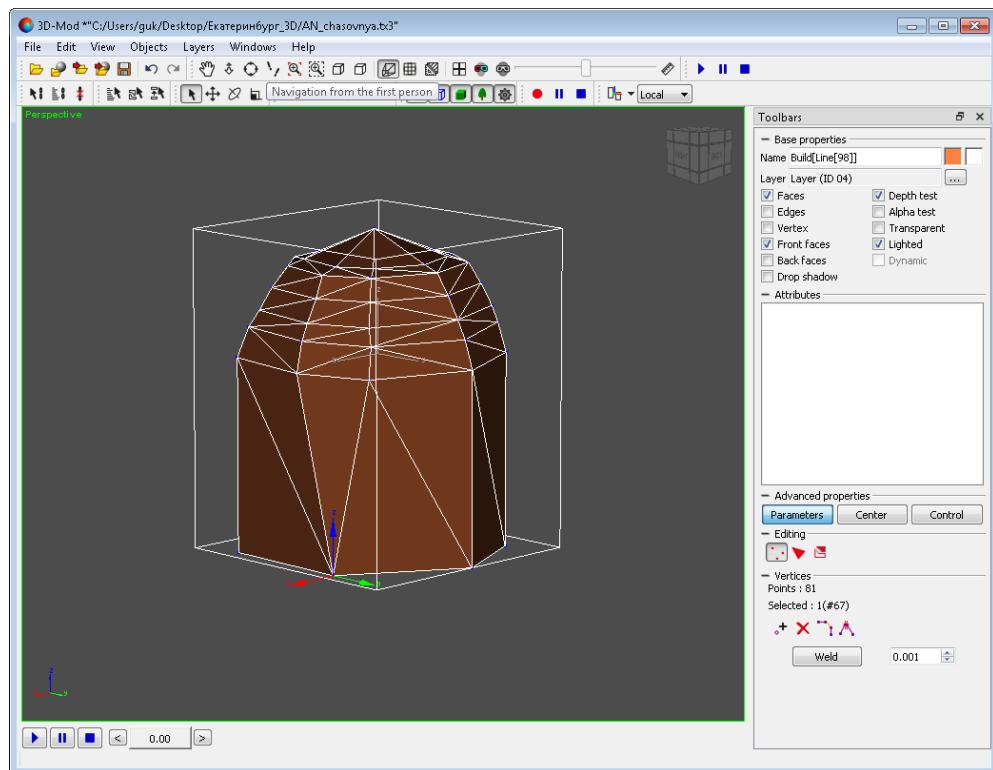 3D-Mod *"C:/Users/guk/Desktop/Екатеринбург_3D/AN_chasovnya.tx3"
File Edit View Objects Layers Windows Help
Navigation from the first person
Local
Perspective
Toolbars
Base properties
Name Build[Line[98]]
Layer Layer (ID 04) ...
Faces Depth test
Edges Alpha test
Vertex Transparent
Front faces Lighted
Back faces Dynamic
Drop shadow
Attributes
Advanced properties
Parameters Center Control
Editing
Vertices
Points : 81
Selected : 1(#67)
Weld 0.001
z
z
y
< 0.00 >